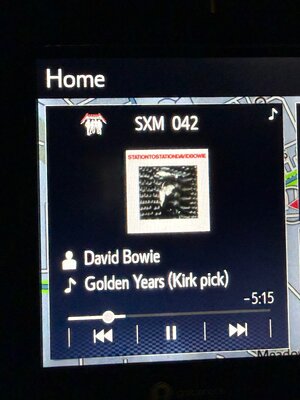 Home
SXM 042
STATIONTOSTATIONDAVIDBOWIE
David Bowie
Golden Years (Kirk pick)
-5:15